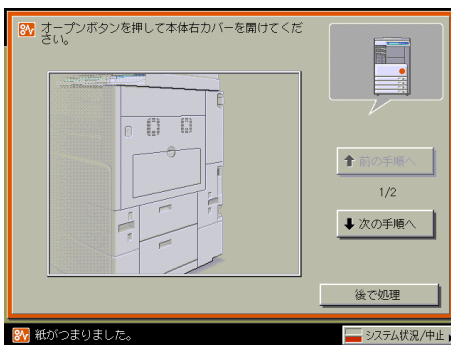 オープンボタンを押して本体右カバーを開けてくだ
さい。
前の手順へ
1/2
次の手順へ
後で処理
紙がつまりました。
システム状況/中止